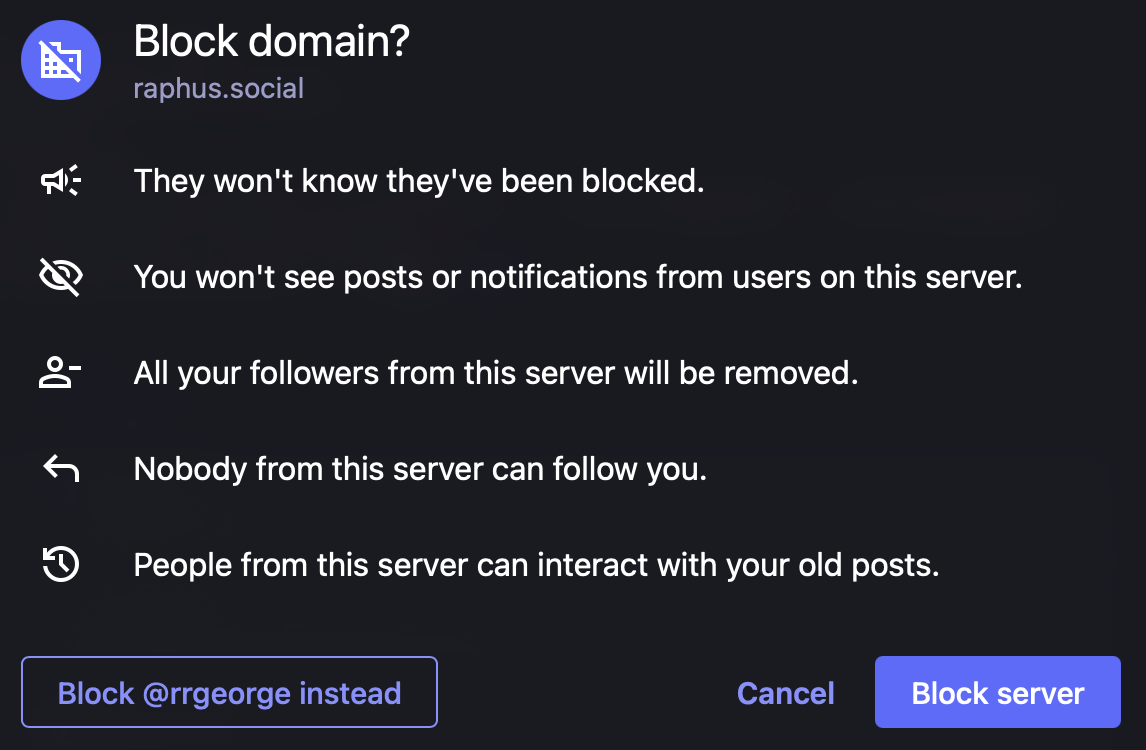 Block domain?
raphus.social
They won't know they've been blocked.
You won't see posts or notifications from users on this server.
All your followers from this server will be removed.
Nobody from this server can follow you.
People from this server can interact with your old posts.
Block @rrgeorge instead
Cancel
Block server